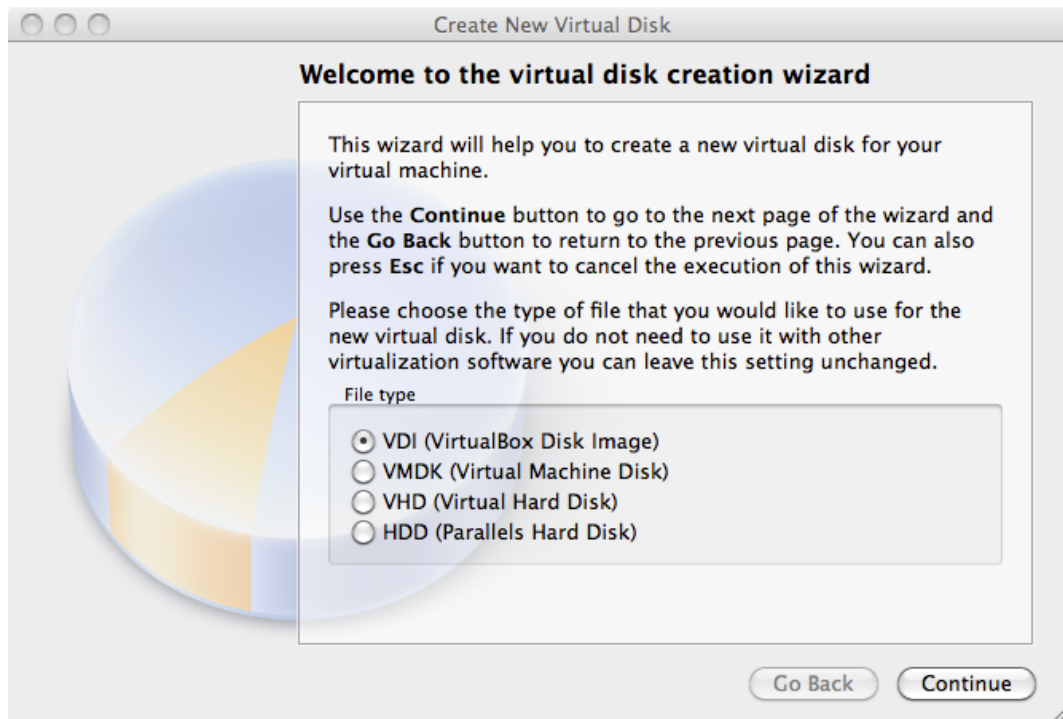 Create New Virtual Disk
Welcome to the virtual disk creation wizard
This wizard will help you to create a new virtual disk for your
virtual machine.
Use the Continue button to go to the next page of the wizard and
the Go Back button to return to the previous page. You can also
press Esc if you want to cancel the execution of this wizard.
Please choose the type of file that you would like to use for the
new virtual disk. If you do not need to use it with other
virtualization software you can leave this setting unchanged.
File type
VDI (VirtualBox Disk Image)
VMDK (Virtual Machine Disk)
VHD (Virtual Hard Disk)
HDD (Parallels Hard Disk)
Go Back
Continue